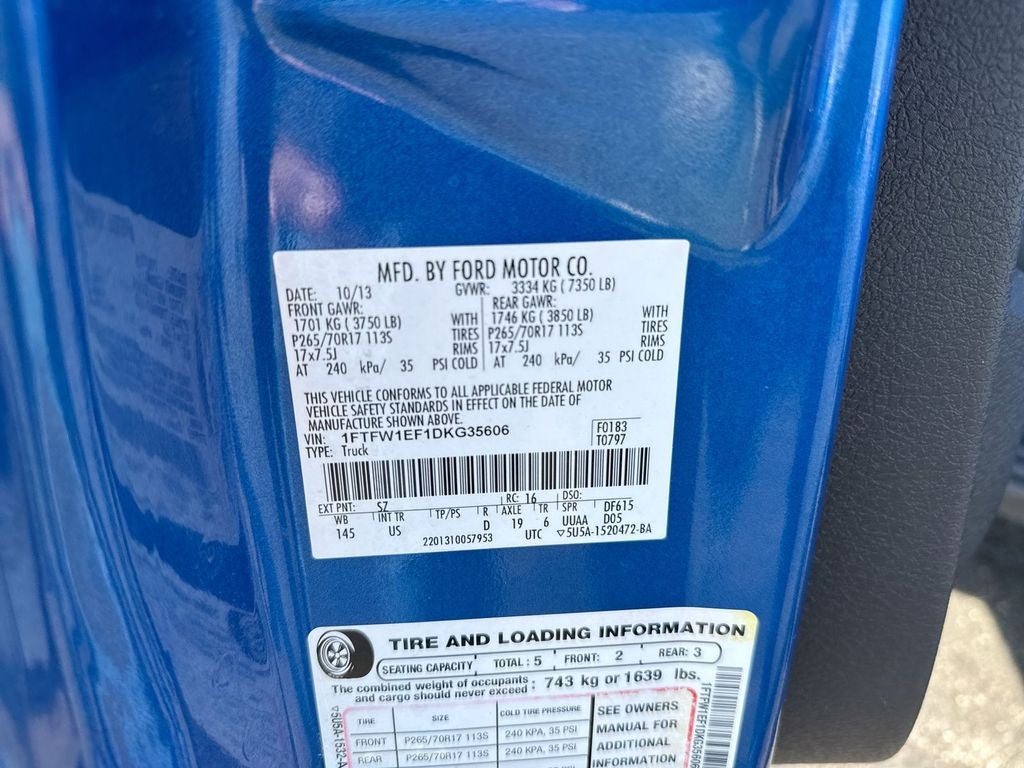 MFD. BY FORD MOTOR CO.
DATE: 10/13 GVWR: 3334 KG ( 7350 LB)
FRONT GAWR: REAR GAWR:
1701 KG ( 3750 LB) WITH 1746 KG ( 3850 LB) WITH
P265/70R17 113S TIRES P265/70R17 113S TIRES
17x7.5J RIMS 17x7.5J RIMS
AT 240 kPa/ 35 PSI COLD AT 240 kPa/ 35 PSI COLD
THIS VEHICLE CONFORMS TO ALL APPLICABLE FEDERAL MOTOR
VEHICLE SAFETY STANDARDS IN EFFECT ON THE DATE OF
MANUFACTURE SHOWN ABOVE.
VIN: 1FTFW1EF1DKG35606 F0183
TYPE: Truck T0797
EXT PNT: SZ RC: 16 DSO:
WB INT TR TP/PS R AXLE TR SPR DF615
145 US D 19 6 UUAA D05
2201310057953 UTC ▽5U5A-1520472-BA
TIRE AND LOADING INFORMATION
SEATING CAPACITY TOTAL : 5 FRONT: 2 REAR: 3
The combined weight of occupants : 743 kg or 1639 lbs.
and cargo should never exceed :
TIRE SIZE COLD TIRE PRESSURE SEE OWNERS
FRONT P265/70R17 113S 240 KPA, 35 PSI MANUAL FOR
REAR P265/70R17 113S 240 KPA, 35 PSI ADDITIONAL
INFORMATION
▽5U5A-1532-A
1FTFW1EF1DKG35606